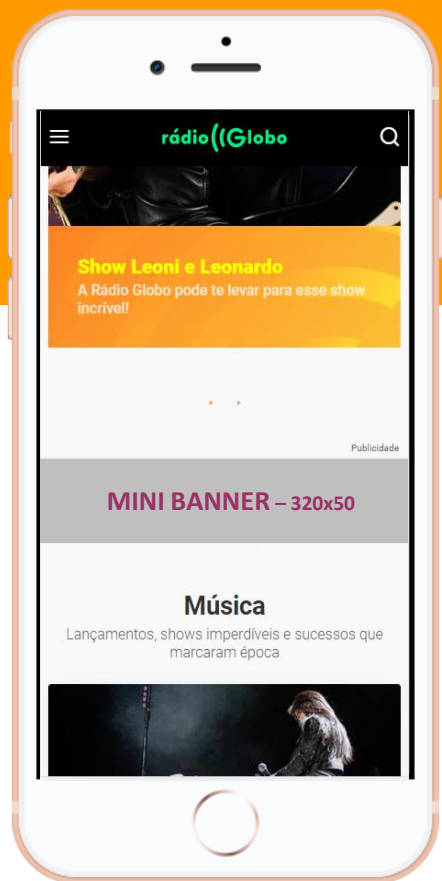 rádio((Globo
Show Leoni e Leonardo
A Rádio Globo pode te levar para esse show
incrível!
Publicidade
MINI BANNER – 320x50
Música
Lançamentos, shows imperdíveis e sucessos que
marcaram época